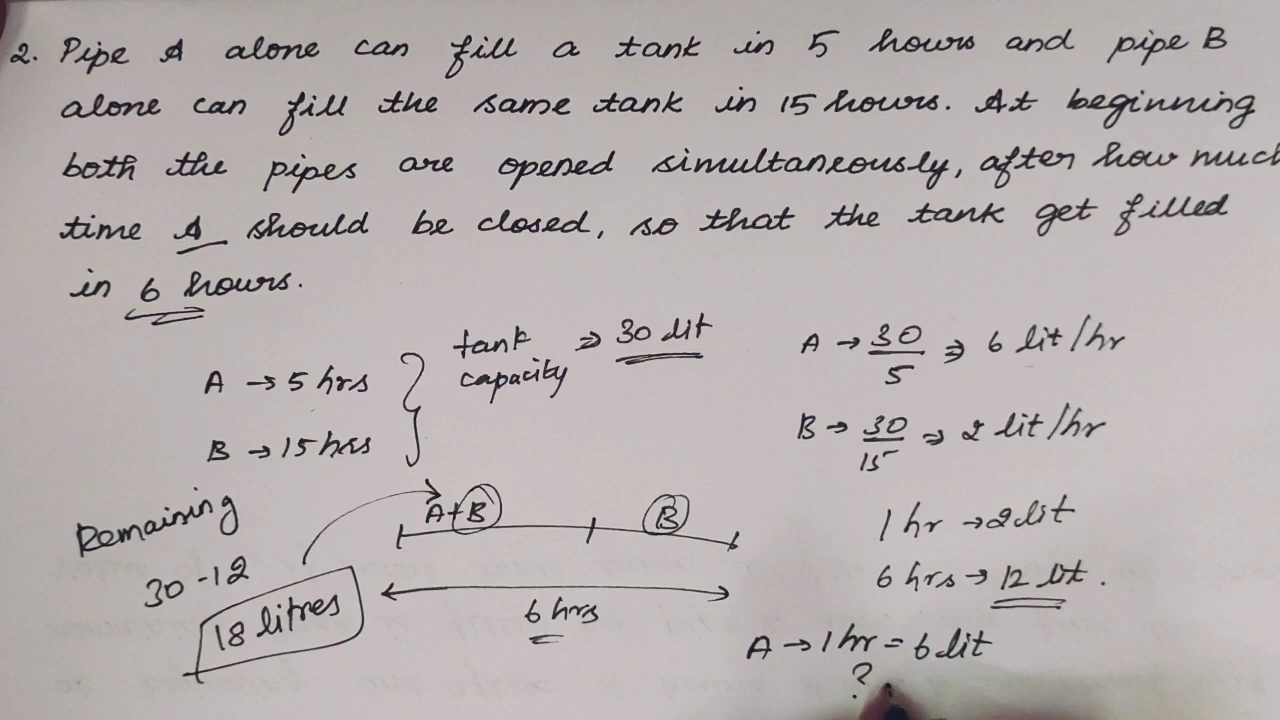 2. Pipe A alone can fill a tank in 5 hours and pipe B
alone can fill the same tank in 15 hours. At beginning
both the pipes are opened simultaneously, after how much
time A should be closed, so that the tank get filled
in 6 hours.
A → 5 hrs
B → 15 hrs
tank capacity ⇒ 30 lit
A → 30/5 ⇒ 6 lit/hr
B → 30/15 ⇒ 2 lit/hr
1 hr → 2 lit
6 hrs → 12 lit.
Remaining
30-12
18 litres
A+B B
6 hrs
A → 1 hr = 6 lit
?